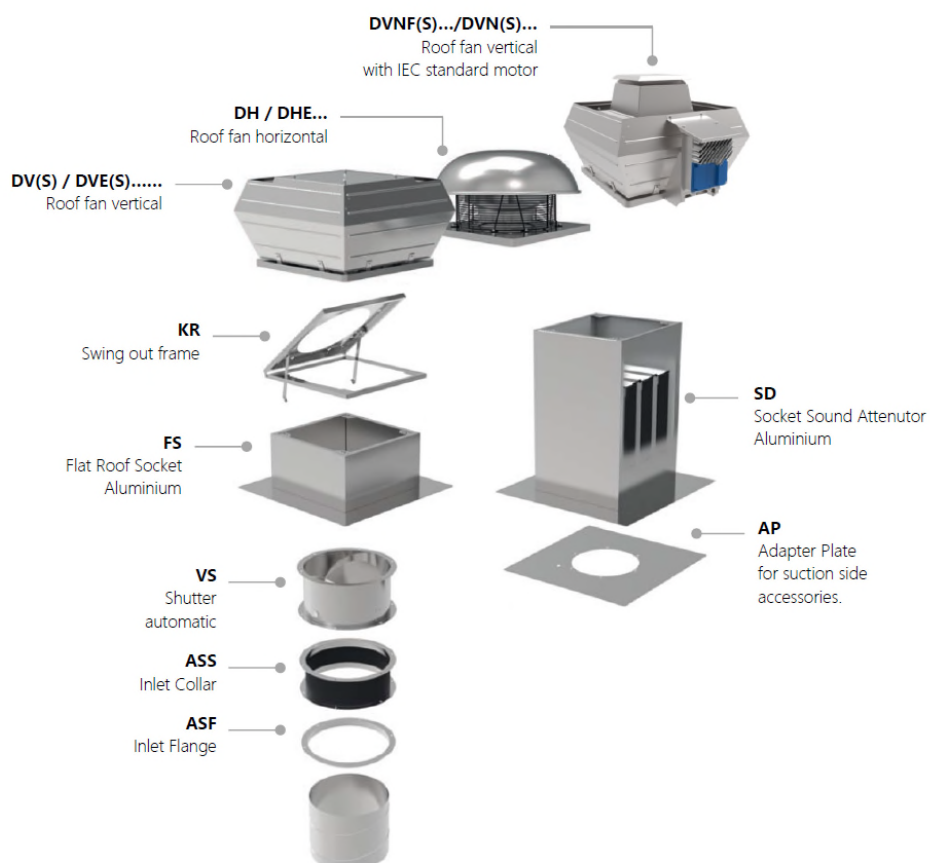 DVNF(S).../DVN(S)...
Roof fan vertical
with IEC standard motor
DH / DHE...
Roof fan horizontal
DV(S) / DVE(S)......
Roof fan vertical
KR
Swing out frame
SD
Socket Sound Attenutor
Aluminium
FS
Flat Roof Socket
Aluminium
AP
Adapter Plate
for suction side
accessories.
VS
Shutter
automatic
ASS
Inlet Collar
ASF
Inlet Flange